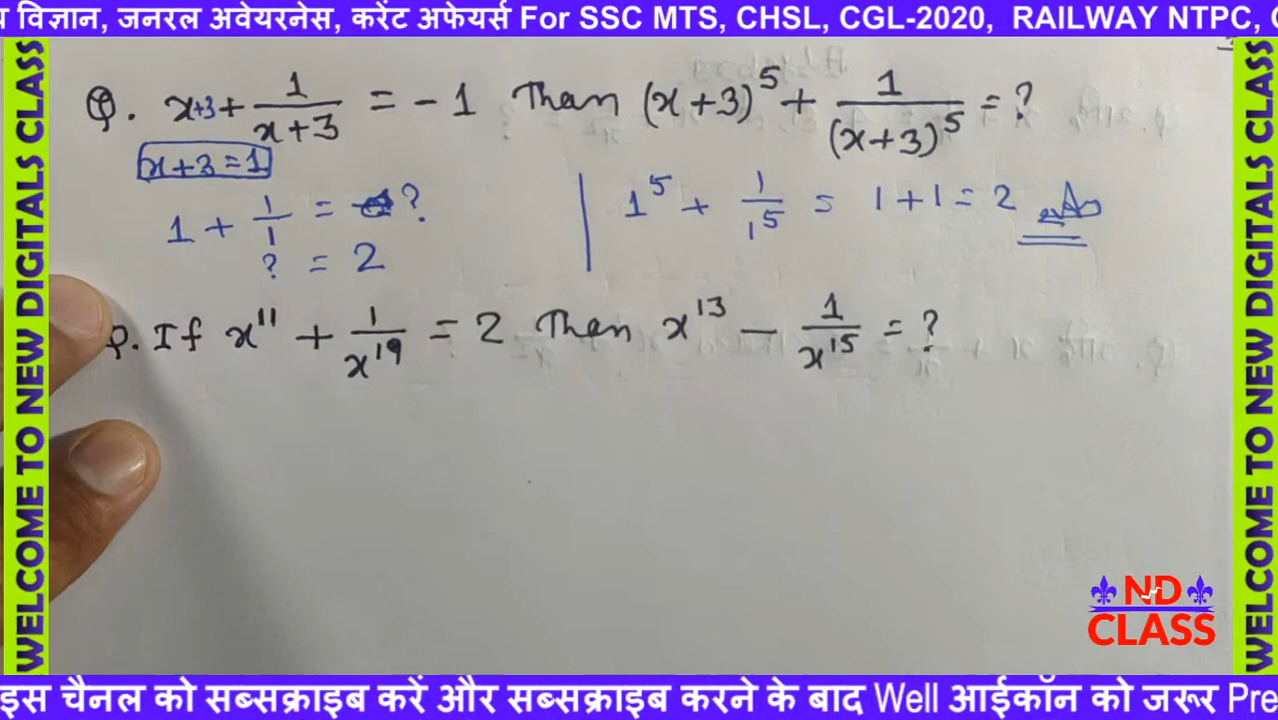 य विज्ञान, जनरल अवेयरनेस, करेंट अफेयर्स For SSC MTS, CHSL, CGL-2020, RAILWAY NTPC,
WELCOME TO NEW DIGITALS CLASS
Q. x+3 + 1/(x+3) = -1 Than (x+3)^5 + 1/(x+3)^5 = ?
x+3=1
1 + 1/1 = ?
? = 2
1^5 + 1/1^5 = 1+1=2
Q. If x^11 + 1/x^19 = 2 Than x^13 - 1/x^15 = ?
ND
CLASS
WELCOME TO NEW DIGITALS CLASS
इस चैनल को सब्सक्राइब करें और सब्सक्राइब करने के बाद Well आईकॉन को जरूर Pre